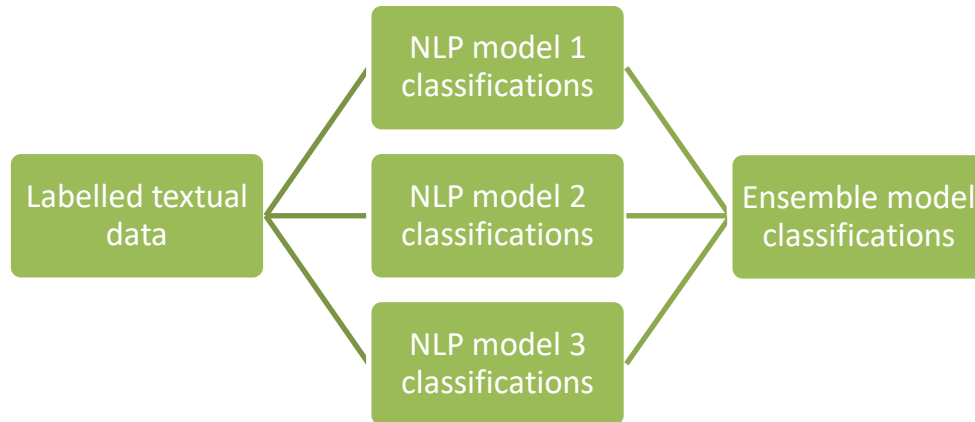 NLP model 1
classifications
Labelled textual
data
NLP model 2
classifications
Ensemble model
classifications
NLP model 3
classifications